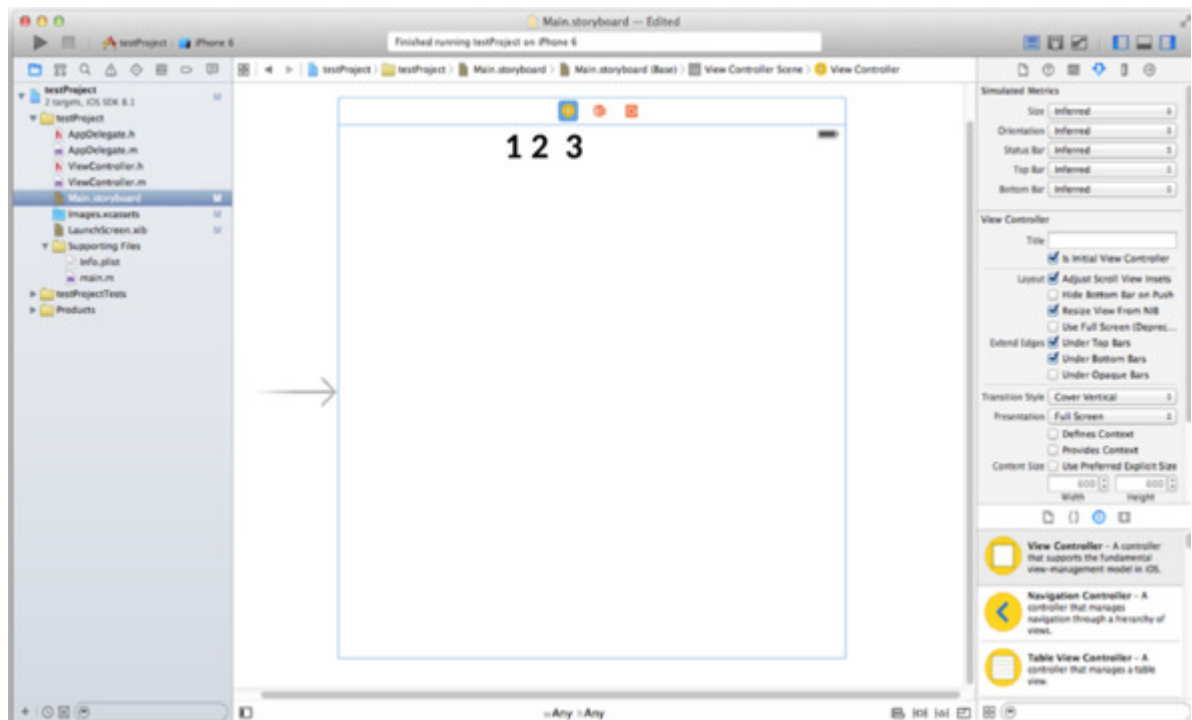 Main.storyboard — Edited
testProject
iPhone 6
Finished running testProject on iPhone 6
testProject
testProject
Main.storyboard
Main.storyboard (Base)
View Controller Scene
View Controller
testProject
M
2 targets, iOS SDK 8.1
testProject
h AppDelegate.h
m AppDelegate.m
h ViewController.h
m ViewController.m
Main.storyboard M
Images.xcassets M
LaunchScreen.xib M
Supporting Files
Info.plist
m main.m
testProjectTests
Products
1 2 3
Any Any
Simulated Metrics
Size Inferred
Orientation Inferred
Status Bar Inferred
Top Bar Inferred
Bottom Bar Inferred
View Controller
Title
Is Initial View Controller
Layout Adjust Scroll View Insets
Hide Bottom Bar on Push
Resize View From NIB
Use Full Screen (Deprec...
Extend Edges Under Top Bars
Under Bottom Bars
Under Opaque Bars
Transition Style Cover Vertical
Presentation Full Screen
Defines Context
Provides Context
Content Size Use Preferred Explicit Size
600 600
Width Height
View Controller - A controller
that supports the fundamental
view-management model in iOS.
Navigation Controller - A
controller that manages
navigation through a hierarchy of
views.
Table View Controller - A
controller that manages a table
view.